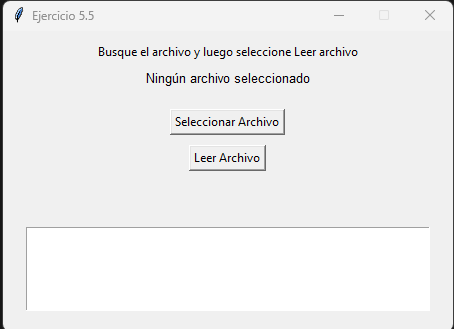 Ejercicio 5.5
Busque el archivo y luego seleccione Leer archivo
Ningún archivo seleccionado
Seleccionar Archivo
Leer Archivo